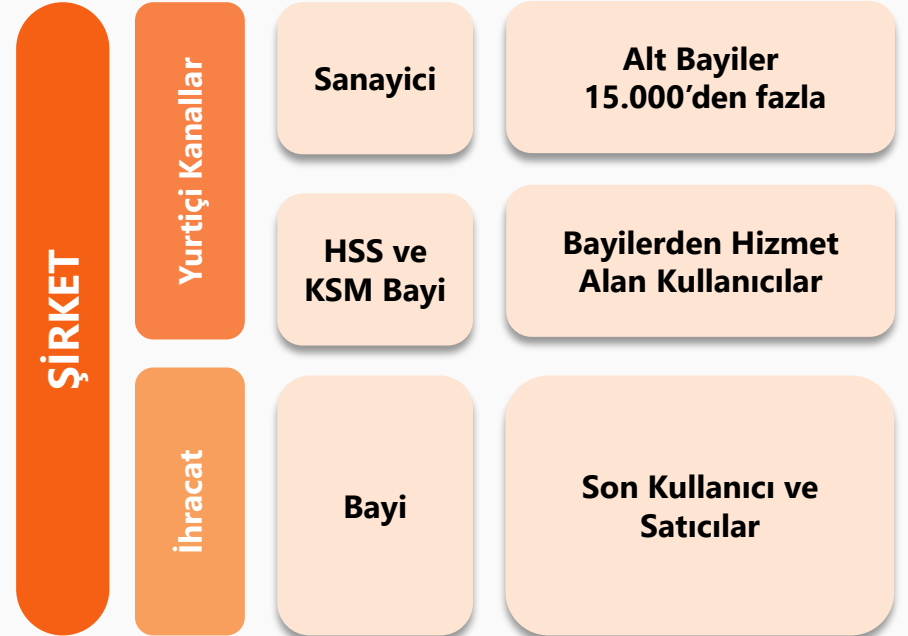 ŞİRKET
Yurtiçi Kanallar
Sanayici
Alt Bayiler
15.000’den fazla
HSS ve
KSM Bayi
Bayilerden Hizmet
Alan Kullanıcılar
İhracat
Bayi
Son Kullanıcı ve
Satıcılar